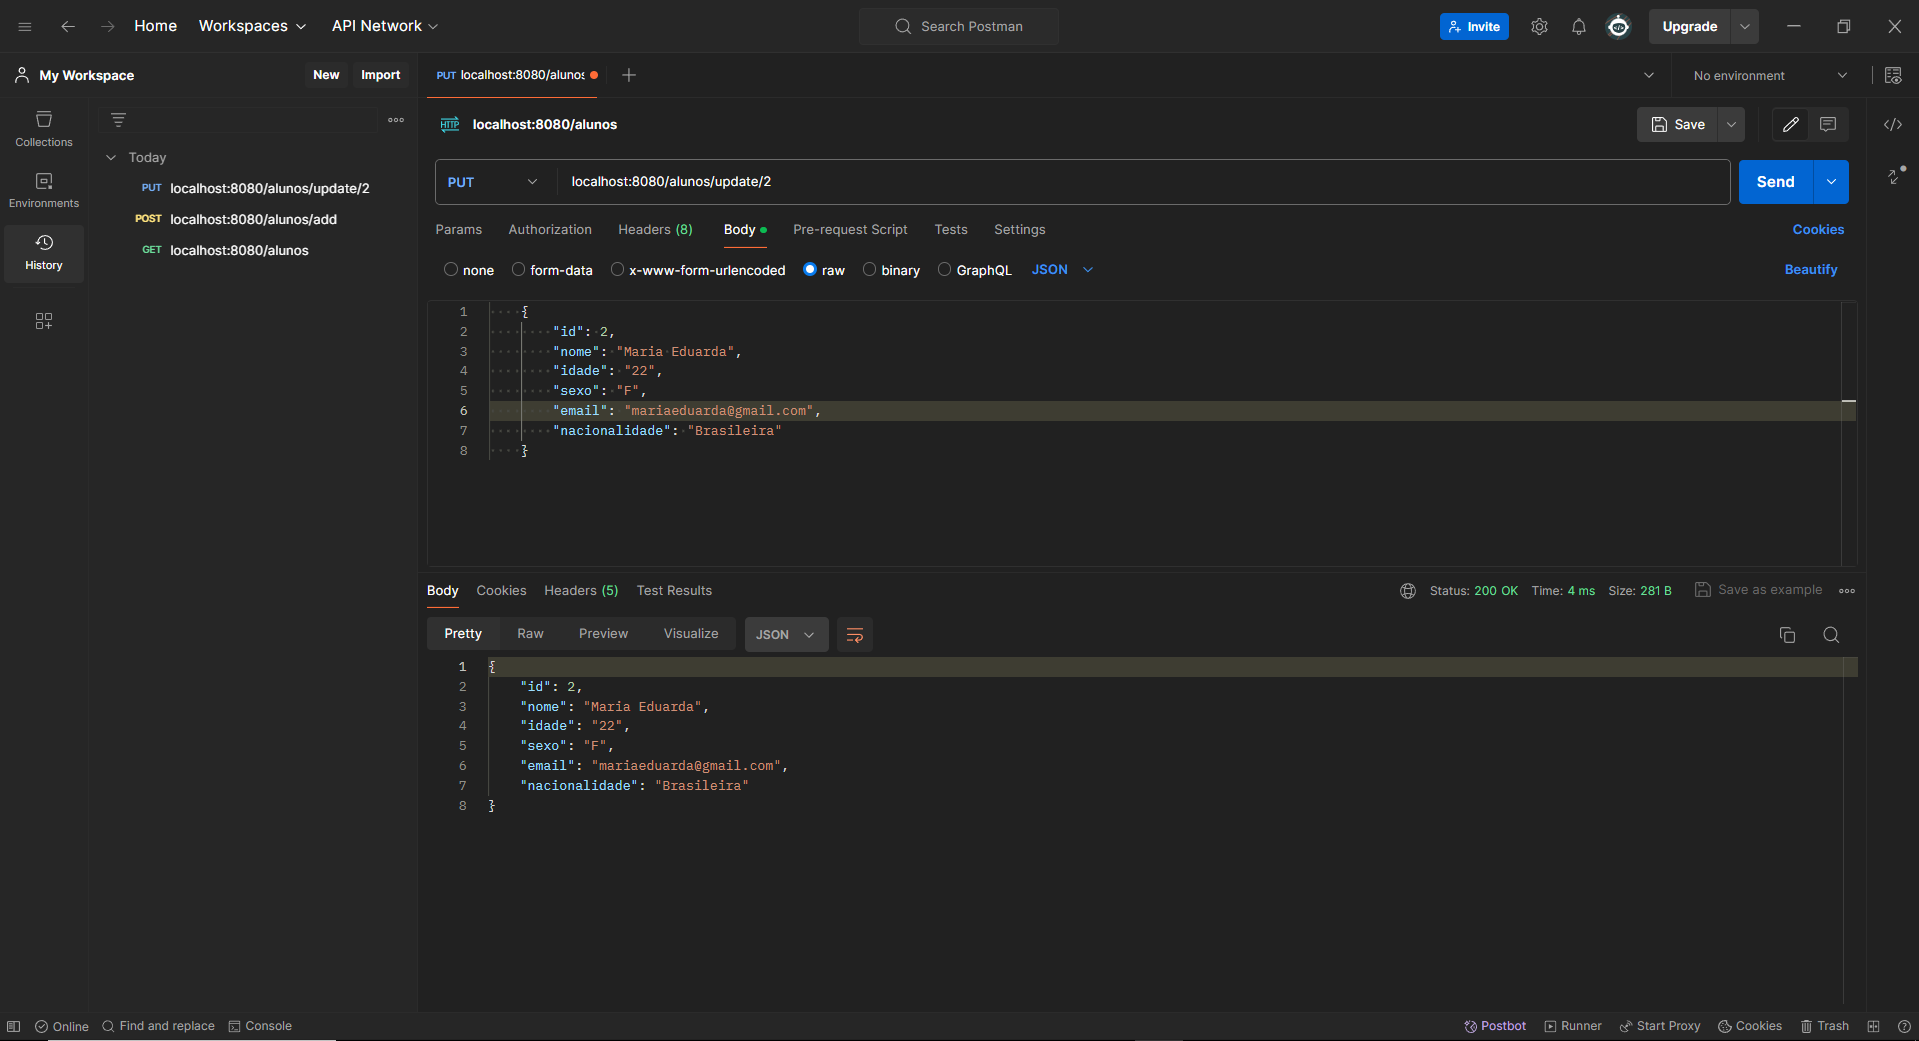 Home Workspaces API Network Search Postman Invite Upgrade
My Workspace New Import PUT localhost:8080/alunos No environment
Collections
Environments
History
Today
PUT localhost:8080/alunos/update/2
POST localhost:8080/alunos/add
GET localhost:8080/alunos
HTTP localhost:8080/alunos Save
PUT localhost:8080/alunos/update/2 Send
Params Authorization Headers (8) Body Pre-request Script Tests Settings Cookies
none form-data x-www-form-urlencoded raw binary GraphQL JSON Beautify
1 {
2 "id": 2,
3 "nome": "Maria Eduarda",
4 "idade": "22",
5 "sexo": "F",
6 "email": "mariaeduarda@gmail.com",
7 "nacionalidade": "Brasileira"
8 }
Body Cookies Headers (5) Test Results Status: 200 OK Time: 4 ms Size: 281 B Save as example
Pretty Raw Preview Visualize JSON
1 {
2 "id": 2,
3 "nome": "Maria Eduarda",
4 "idade": "22",
5 "sexo": "F",
6 "email": "mariaeduarda@gmail.com",
7 "nacionalidade": "Brasileira"
8 }
Online Find and replace Console Postbot Runner Start Proxy Cookies Trash